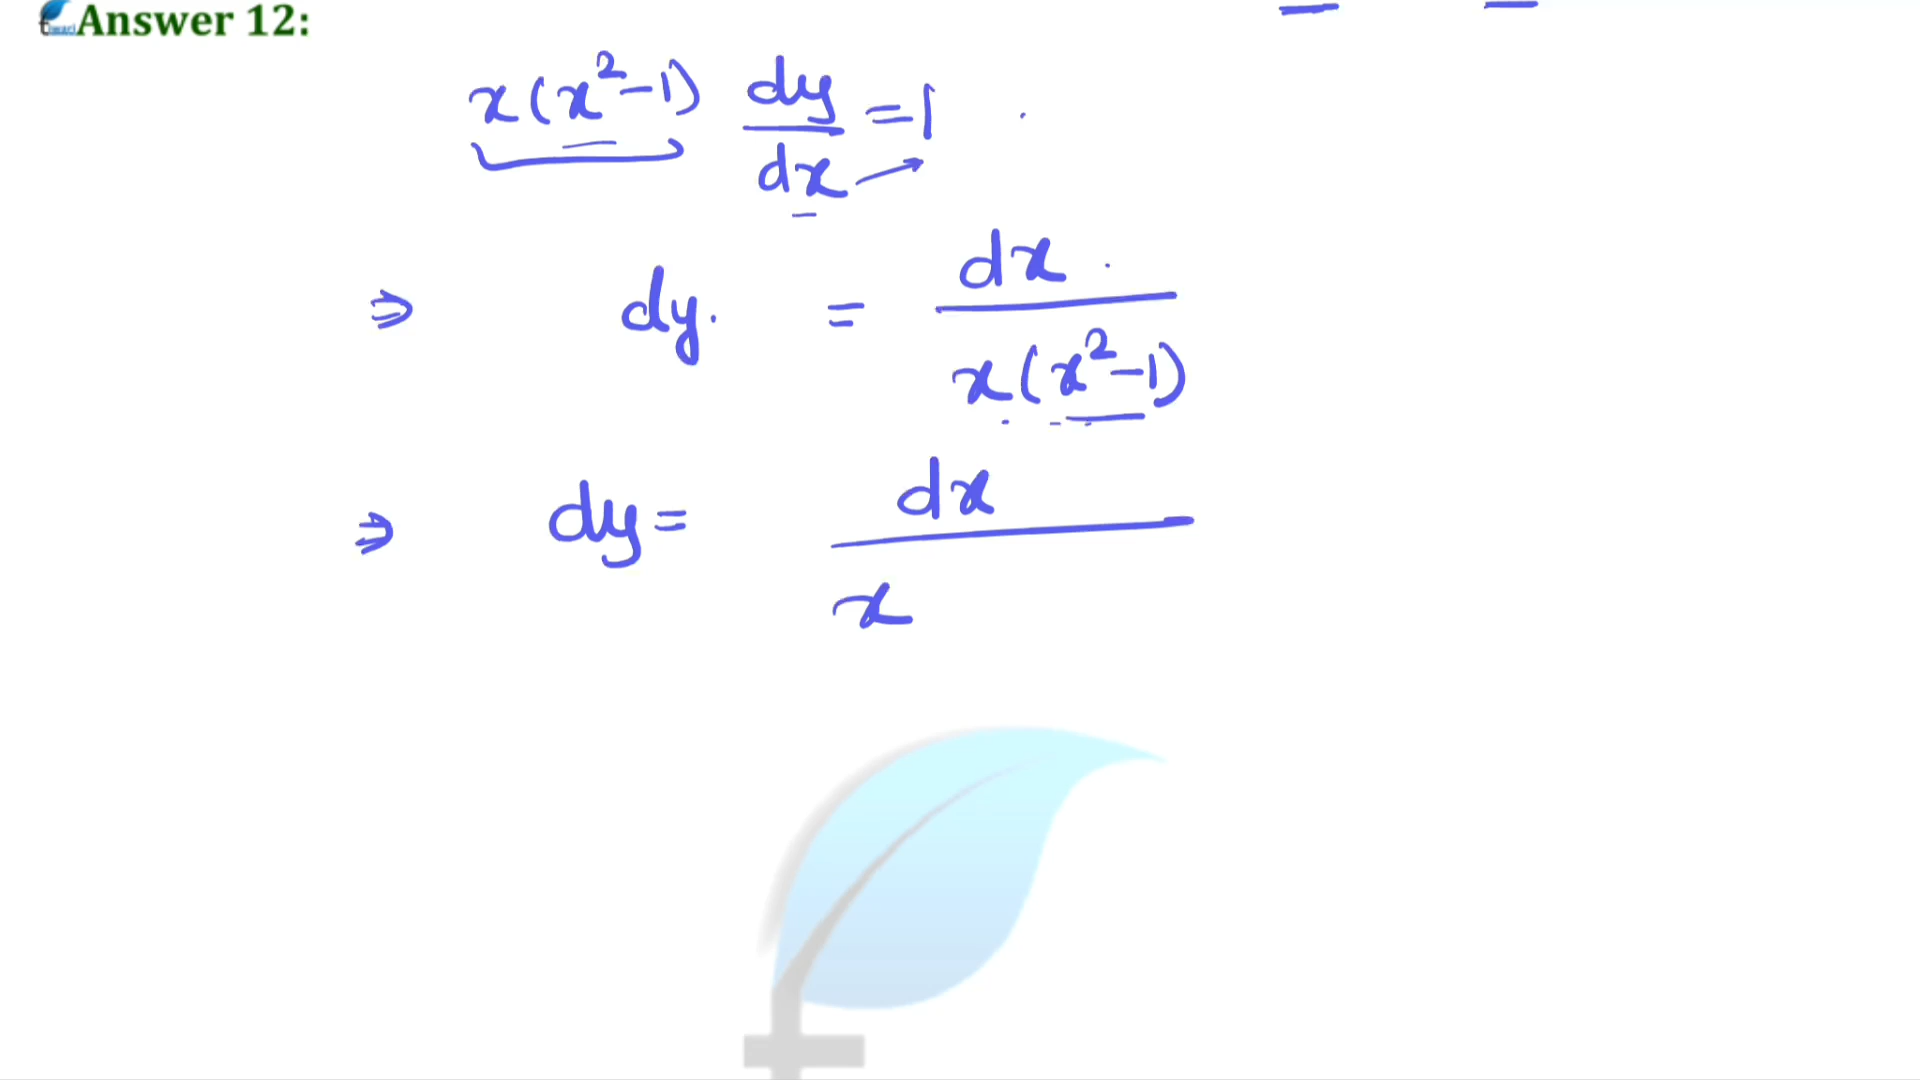 Answer 12:
x(x²-1) dy/dx = 1
⇒ dy = dx / x(x²-1)
⇒ dy = dx / x